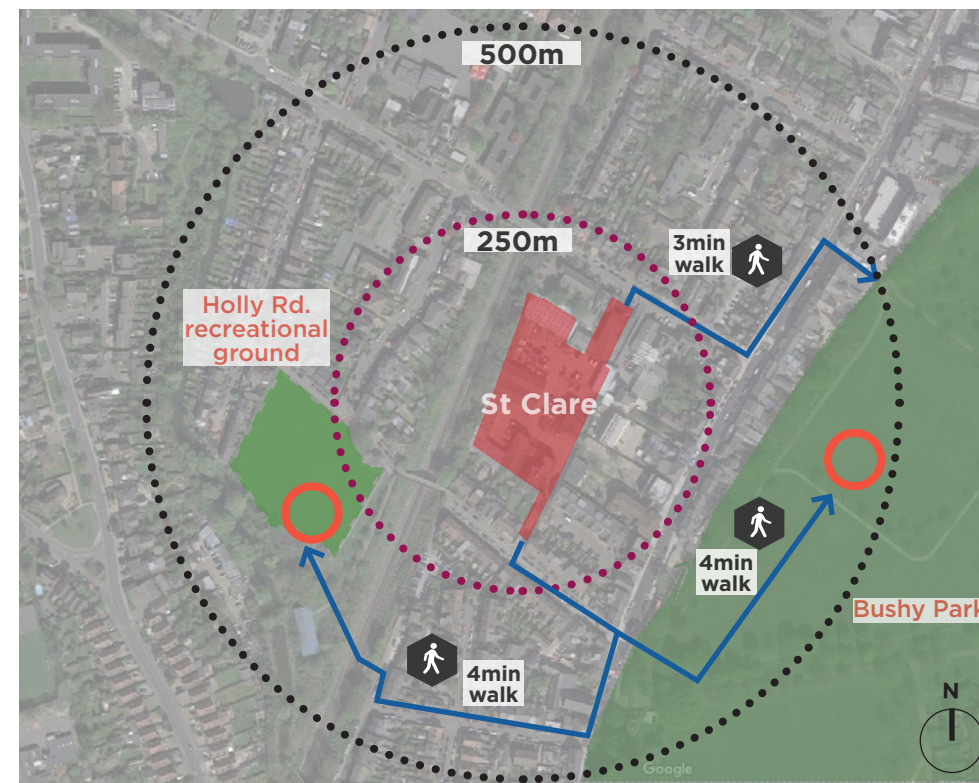 500m
250m
3min
walk
Holly Rd.
recreational
ground
St Clare
4min
walk
Bushy Park
4min
walk
N
Google